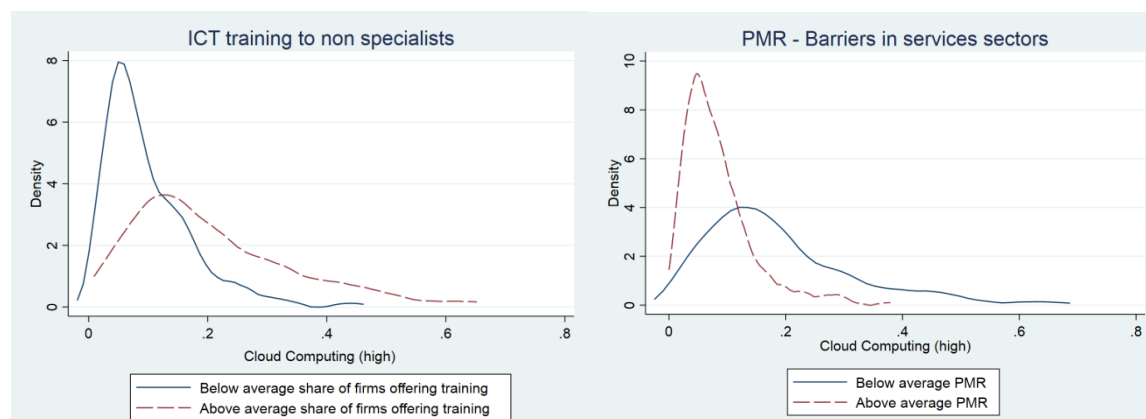 ICT training to non specialists
8
6
4
2
0
Density
0
.2
.4
.6
.8
Cloud Computing (high)
Below average share of firms offering training
Above average share of firms offering training
PMR - Barriers in services sectors
10
8
6
4
2
0
Density
0
.2
.4
.6
.8
Cloud Computing (high)
Below average PMR
Above average PMR